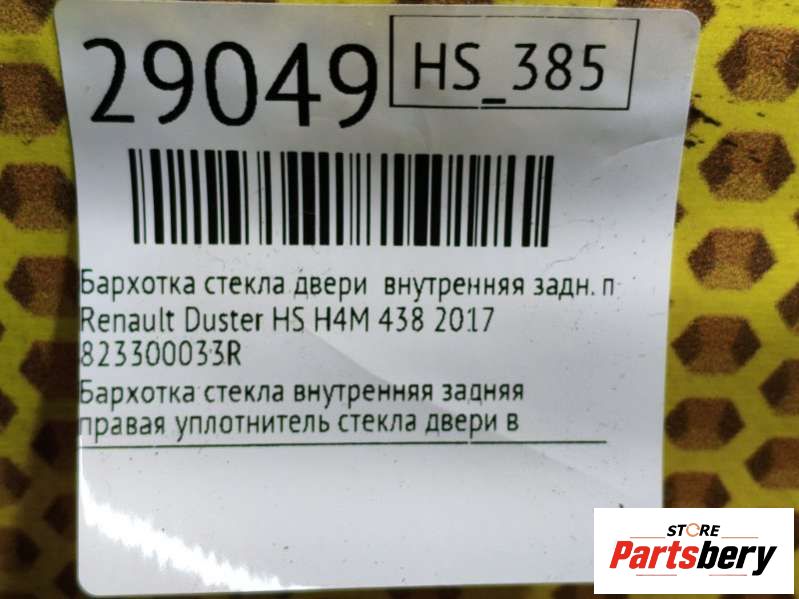 29049
HS_385
Бархотка стекла двери внутренняя задн. п
Renault Duster HS H4M 438 2017
823300033R
Бархотка стекла внутренняя задняя
правая уплотнитель стекла двери в
STORE
Partsbery